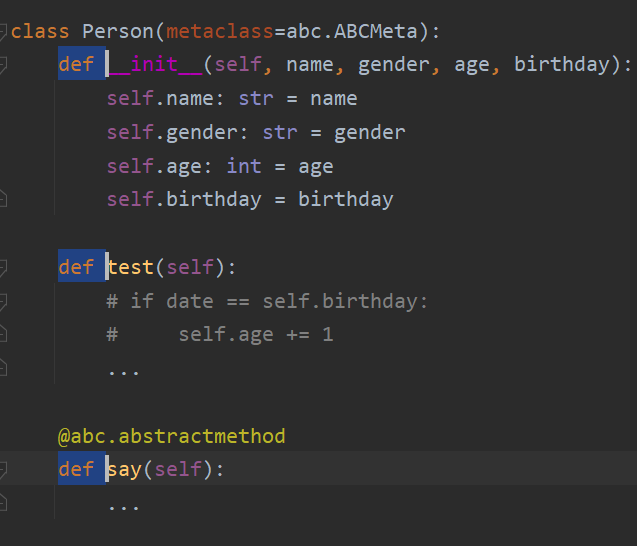 class Person(metaclass=abc.ABCMeta):
    def __init__(self, name, gender, age, birthday):
        self.name: str = name
        self.gender: str = gender
        self.age: int = age
        self.birthday = birthday
    def test(self):
        # if date == self.birthday:
        #     self.age += 1
        ...
    @abc.abstractmethod
    def say(self):
        ...